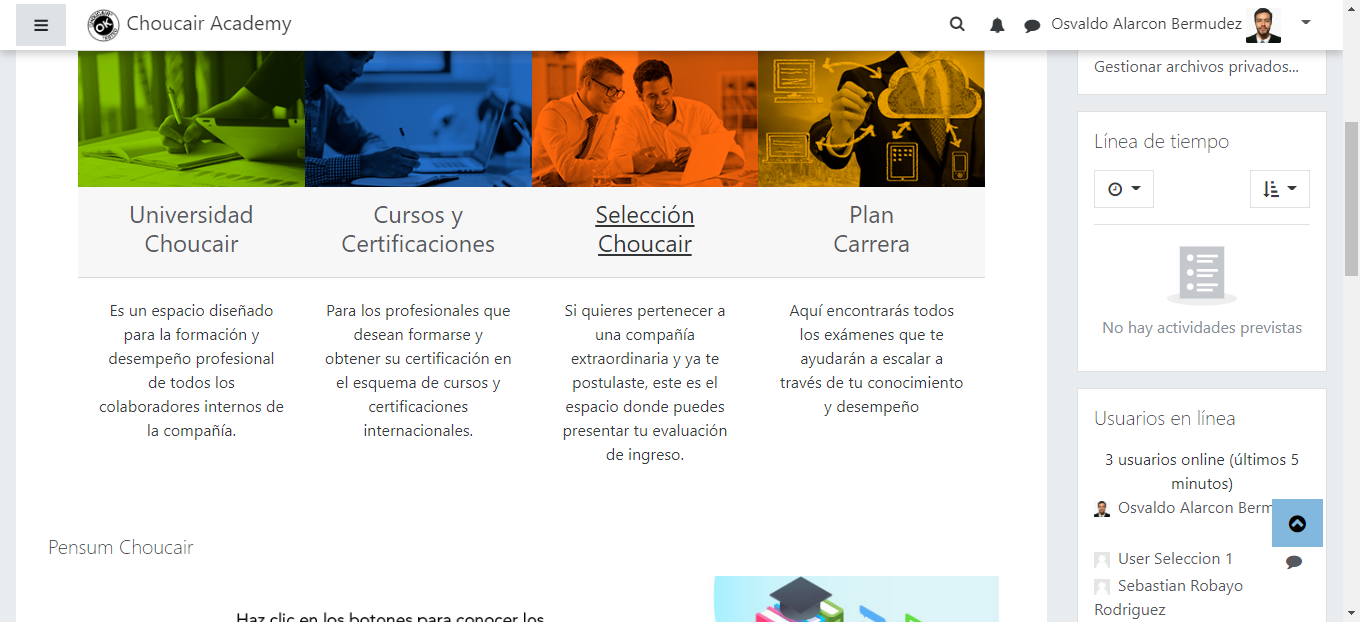 Choucair Academy
Osvaldo Alarcon Bermudez
Gestionar archivos privados...
Universidad
Choucair
Cursos y
Certificaciones
Selección
Choucair
Plan
Carrera
Es un espacio diseñado
para la formación y
desempeño profesional
de todos los
colaboradores internos de
la compañía.
Para los profesionales que
desean formarse y
obtener su certificación en
el esquema de cursos y
certificaciones
internacionales.
Si quieres pertenecer a
una compañía
extraordinaria y ya te
postulaste, este es el
espacio donde puedes
presentar tu evaluación
de ingreso.
Aquí encontrarás todos
los exámenes que te
ayudarán a escalar a
través de tu conocimiento
y desempeño
Pensum Choucair
Haz clic en los botones para conocer los
Línea de tiempo
No hay actividades previstas
Usuarios en línea
3 usuarios online (últimos 5
minutos)
Osvaldo Alarcon Berm
User Seleccion 1
Sebastian Robayo
Rodriguez